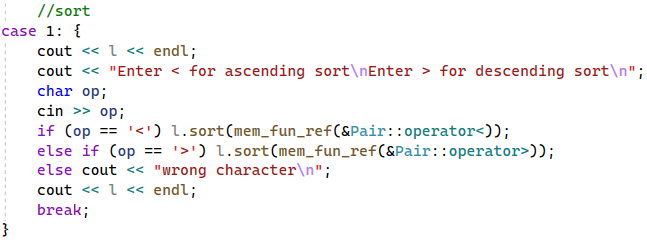 //sort
case 1: {
cout << l << endl;
cout << "Enter < for ascending sort\nEnter > for descending sort\n";
char op;
cin >> op;
if (op == '<') l.sort(mem_fun_ref(&Pair::operator<));
else if (op == '>') l.sort(mem_fun_ref(&Pair::operator>));
else cout << "wrong character\n";
cout << l << endl;
break;
}